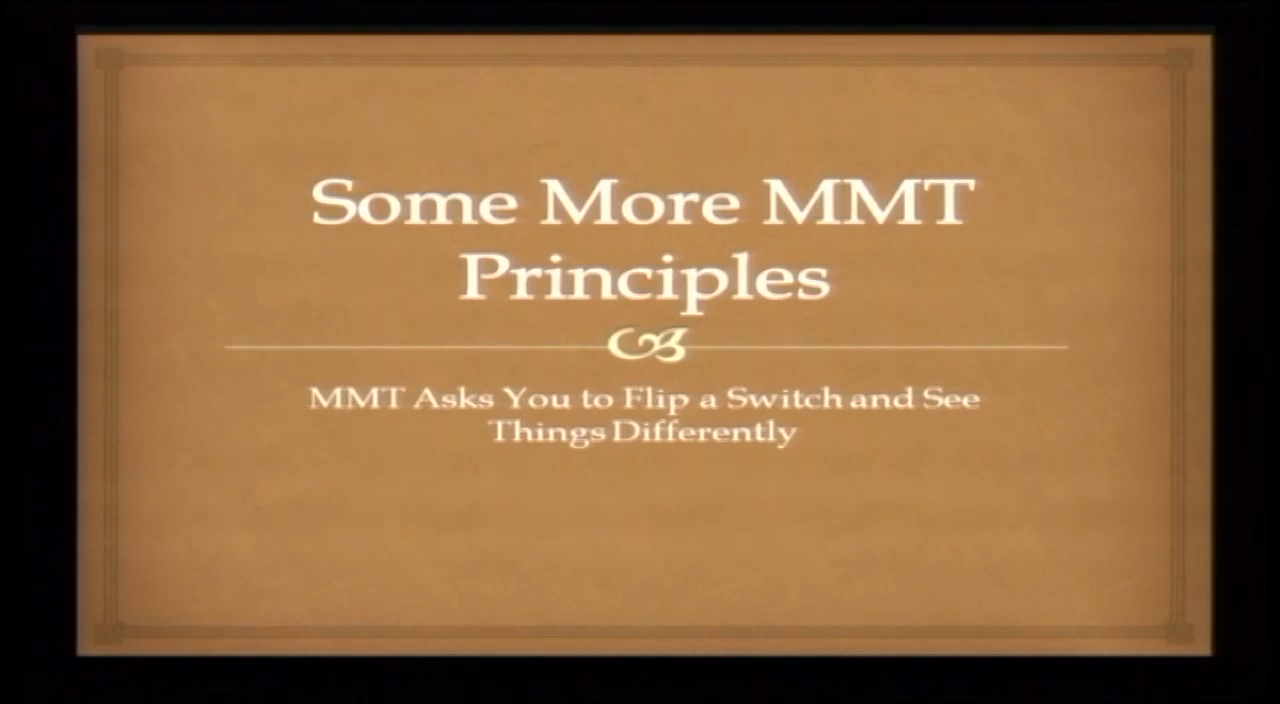 Some More MMT
Principles
MMT Asks You to Flip a Switch and See
Things Differently